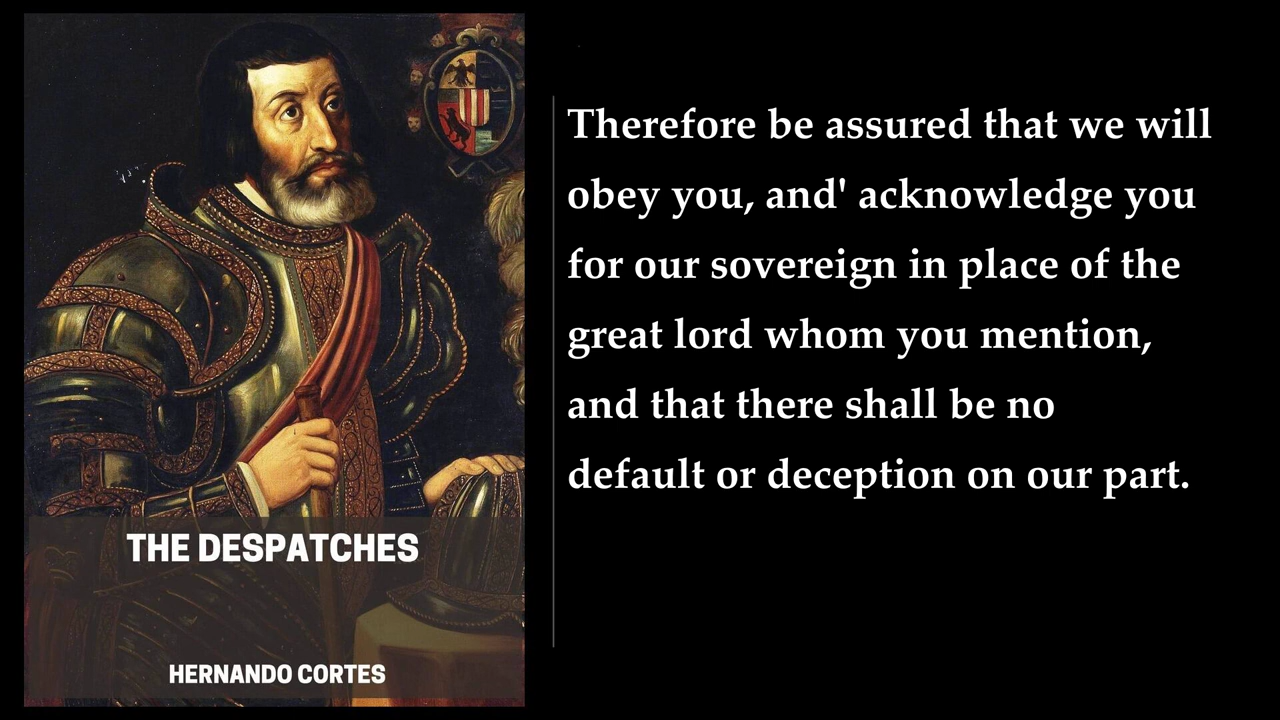 THE DESPATCHES
HERNANDO CORTES
Therefore be assured that we will
obey you, and' acknowledge you
for our sovereign in place of the
great lord whom you mention,
and that there shall be no
default or deception on our part.